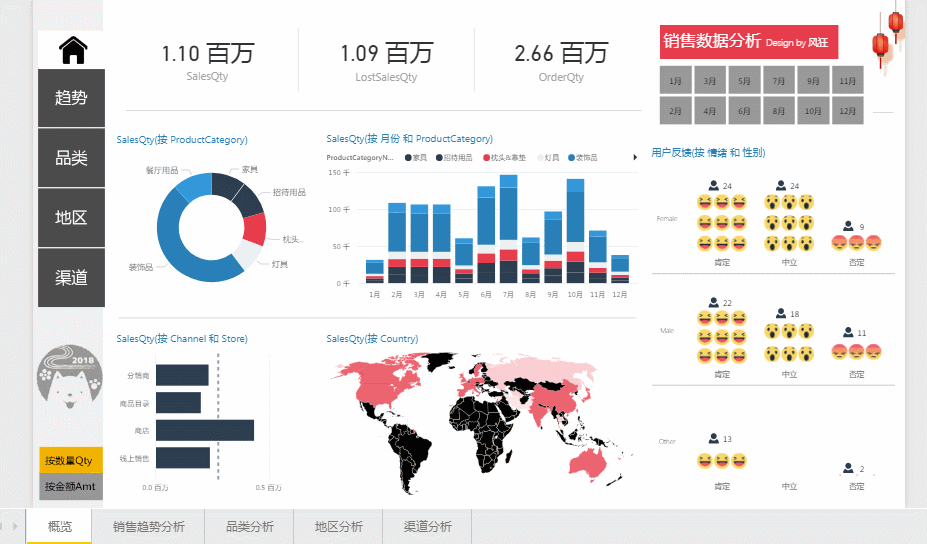 趋势
品类
地区
渠道
2018
按数量Qty
按金额Amt
1.10 百万
SalesQty
1.09 百万
LostSalesQty
2.66 百万
OrderQty
销售数据分析 Design by 风狂
1月 3月 5月 7月 9月 11月
2月 4月 6月 8月 10月 12月
SalesQty(按 ProductCategory)
餐厅用品
家具
招待用品
枕头...
灯具
装饰品
SalesQty(按 月份 和 ProductCategory)
ProductCategoryN... 家具 招待用品 枕头&靠垫 灯具 装饰品
150 千
100 千
50 千
0 千
1月 2月 3月 4月 5月 6月 7月 8月 9月 10月 11月 12月
用户反馈(按 情绪 和 性别)
Female
24 24 9
肯定 中立 否定
Male
22 18 11
肯定 中立 否定
Other
13 2
肯定 中立 否定
SalesQty(按 Channel 和 Store)
分销商
商品目录
商店
线上销售
0.0 百万 0.5 百万
SalesQty(按 Country)
概览 销售趋势分析 品类分析 地区分析 渠道分析